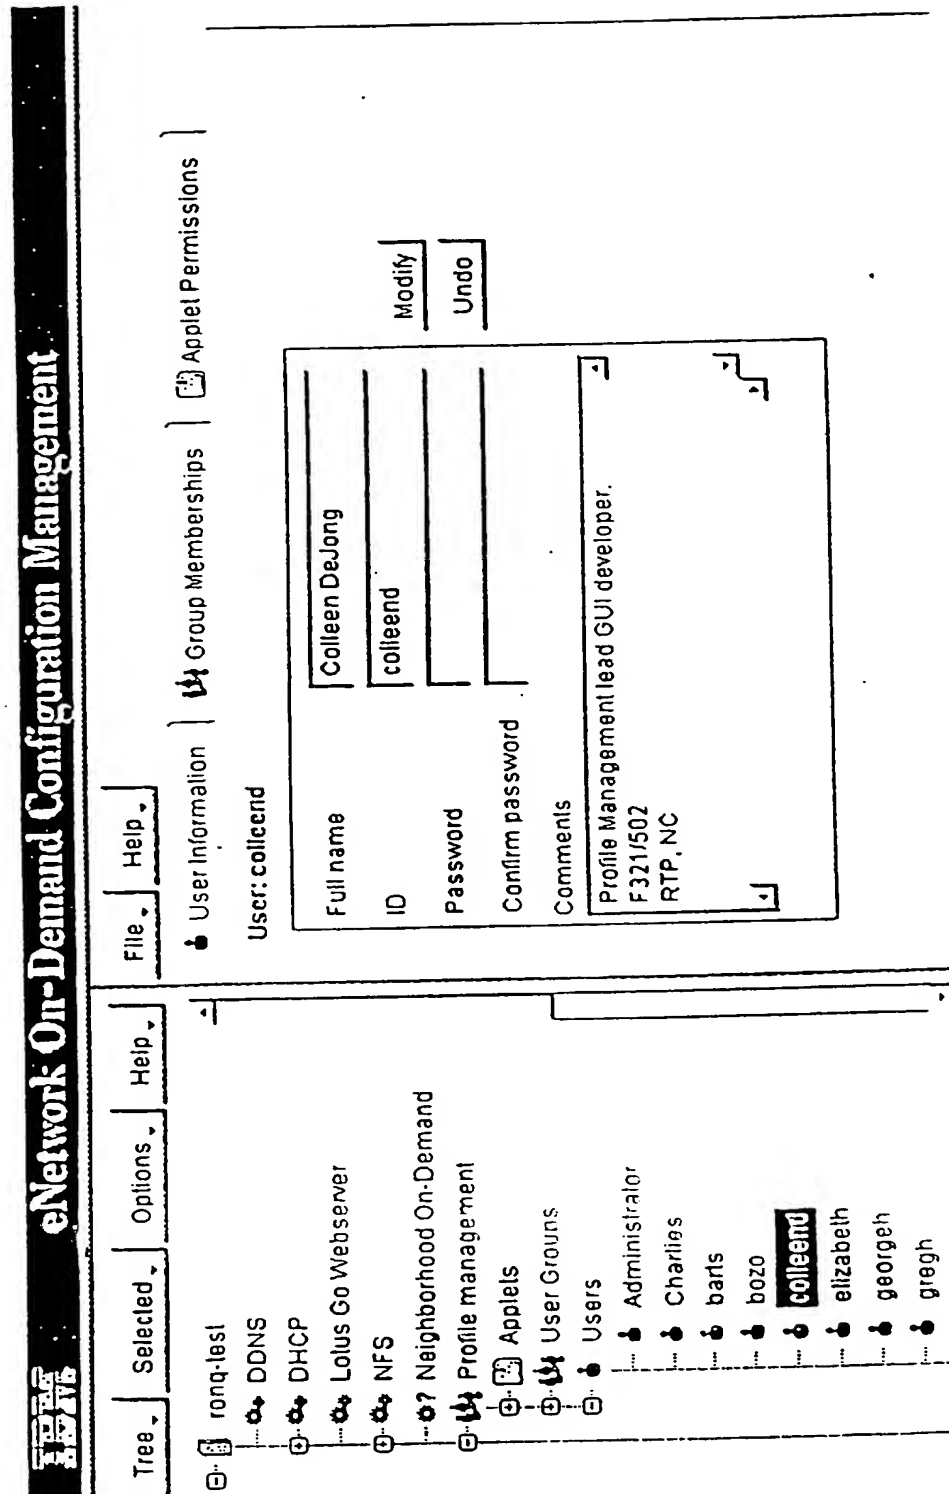 IBM eNetwork On-Demand Configuration Management
Tree Selected Options Help
ronq-test
DDNS
DHCP
Lotus Go Webserver
NFS
? Neighborhood On-Demand
Profile management
Applets
User Groups
Users
Administrator
Charlies
barts
bozo
colleend
elizabeth
georgeh
gregh
File Help
User Information Group Memberships Applet Permissions
User: colleend
Full name Colleen DeJong
ID colleend
Password
Confirm password
Comments
Profile Management lead GUI developer.
F321/502
RTP, NC
Modify
Undo